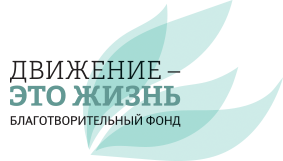 ДВИЖЕНИЕ –
ЭТО ЖИЗНЬ
БЛАГОТВОРИТЕЛЬНЫЙ ФОНД